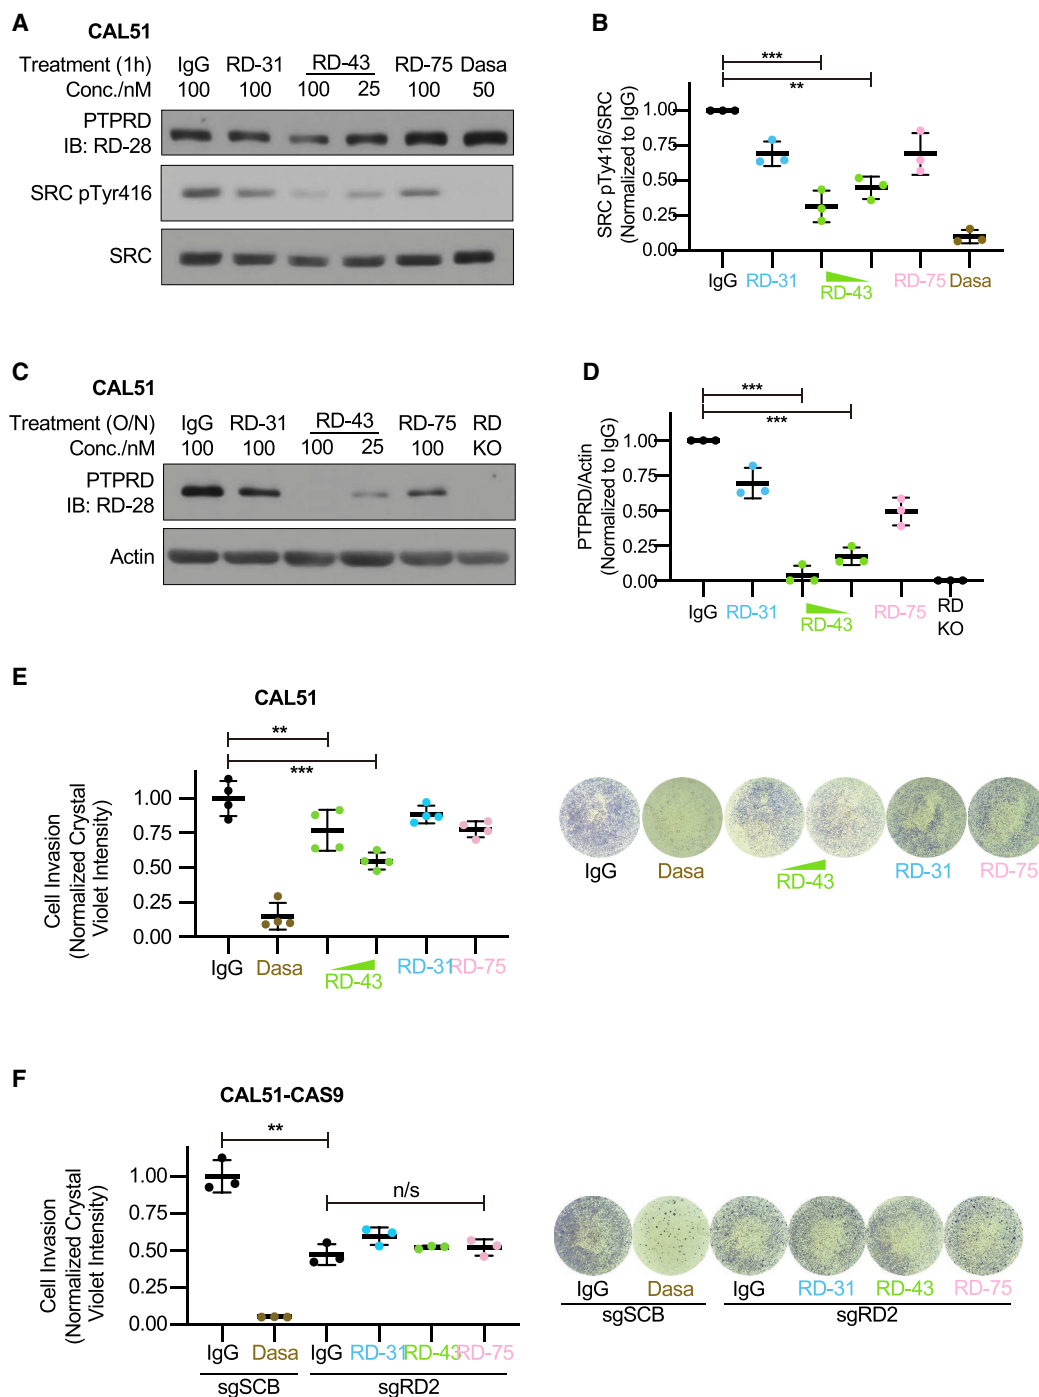 A
CAL51
Treatment (1h) IgG RD-31 RD-43 RD-75 Dasa
Conc./nM 100 100 100 25 100 50
PTPRD
IB: RD-28
SRC pTyr416
SRC
B
***
**
SRC pTy416/SRC
(Normalized to IgG)
1.00
0.75
0.50
0.25
0.00
IgG RD-31 RD-43 RD-75 Dasa
C
CAL51
Treatment (O/N) IgG RD-31 RD-43 RD-75 RD
Conc./nM 100 100 100 25 100 KO
PTPRD
IB: RD-28
Actin
D
***
***
PTPRD/Actin
(Normalized to IgG)
1.00
0.75
0.50
0.25
0.00
IgG RD-31 RD-43 RD-75 RD
KO
E
CAL51
**
***
Cell Invasion
(Normalized Crystal
Violet Intensity)
1.00
0.75
0.50
0.25
0.00
IgG Dasa RD-43 RD-31 RD-75
IgG Dasa RD-43 RD-31 RD-75
F
CAL51-CAS9
**
n/s
Cell Invasion
(Normalized Crystal
Violet Intensity)
1.00
0.75
0.50
0.25
0.00
IgG Dasa IgG RD-31 RD-43 RD-75
sgSCB sgRD2
IgG Dasa IgG RD-31 RD-43 RD-75
sgSCB sgRD2